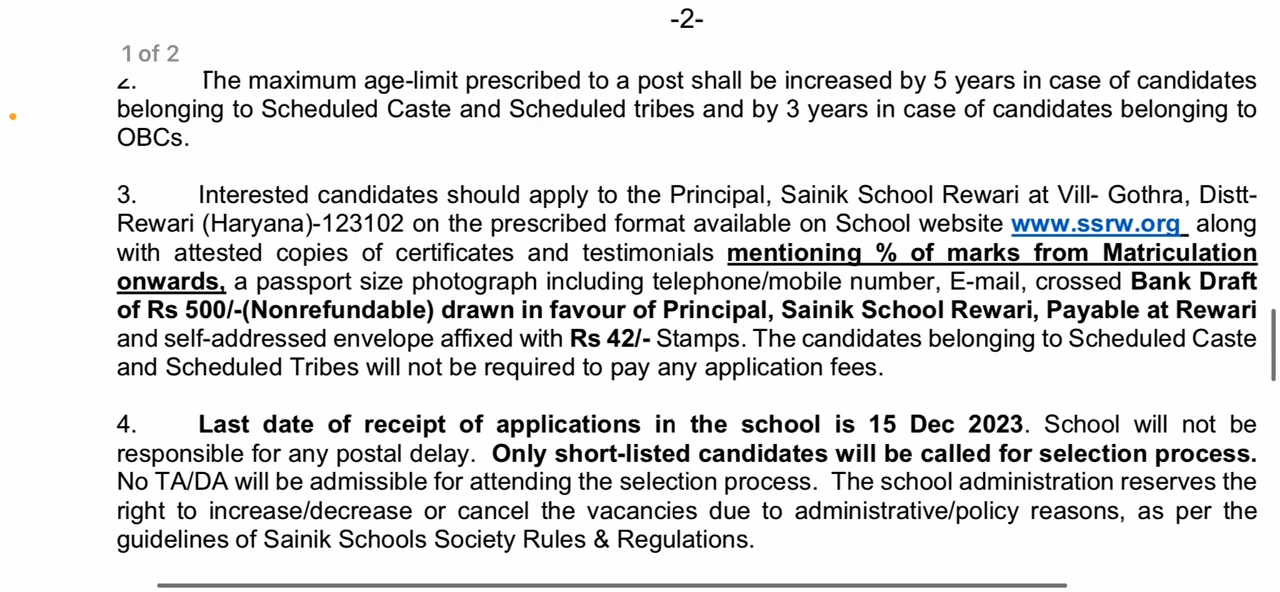 -2-
1 of 2
2. The maximum age-limit prescribed to a post shall be increased by 5 years in case of candidates
belonging to Scheduled Caste and Scheduled tribes and by 3 years in case of candidates belonging to
OBCs.
3. Interested candidates should apply to the Principal, Sainik School Rewari at Vill- Gothra, Distt-
Rewari (Haryana)-123102 on the prescribed format available on School website www.ssrw.org along
with attested copies of certificates and testimonials mentioning % of marks from Matriculation
onwards, a passport size photograph including telephone/mobile number, E-mail, crossed Bank Draft
of Rs 500/-(Nonrefundable) drawn in favour of Principal, Sainik School Rewari, Payable at Rewari
and self-addressed envelope affixed with Rs 42/- Stamps. The candidates belonging to Scheduled Caste
and Scheduled Tribes will not be required to pay any application fees.
4. Last date of receipt of applications in the school is 15 Dec 2023. School will not be
responsible for any postal delay. Only short-listed candidates will be called for selection process.
No TA/DA will be admissible for attending the selection process. The school administration reserves the
right to increase/decrease or cancel the vacancies due to administrative/policy reasons, as per the
guidelines of Sainik Schools Society Rules & Regulations.